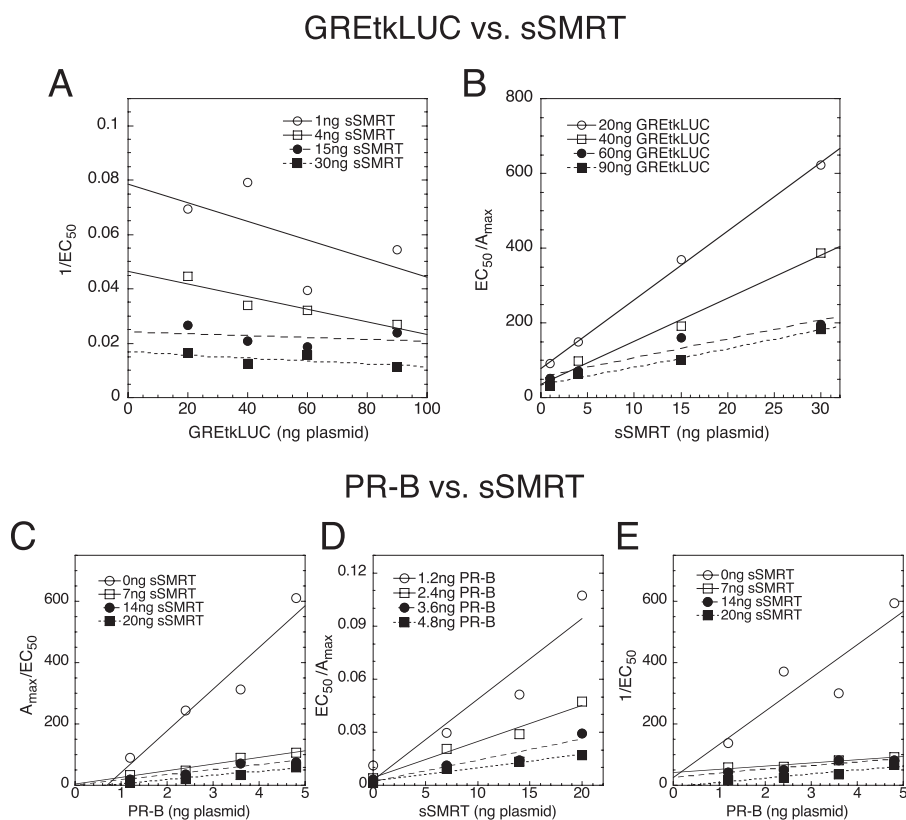 GREtkLUC vs. sSMRT
A
1/EC50
0.1
0.08
0.06
0.04
0.02
0
0
20
40
60
80
100
GREtkLUC (ng plasmid)
1ng sSMRT
4ng sSMRT
15ng sSMRT
30ng sSMRT
B
EC50/Amax
800
600
400
200
0
0
5
10
15
20
25
30
sSMRT (ng plasmid)
20ng GREtkLUC
40ng GREtkLUC
60ng GREtkLUC
90ng GREtkLUC
PR-B vs. sSMRT
C
Amax/EC50
600
400
200
0
0
1
2
3
4
5
PR-B (ng plasmid)
0ng sSMRT
7ng sSMRT
14ng sSMRT
20ng sSMRT
D
EC50/Amax
0.12
0.09
0.06
0.03
0
0
5
10
15
20
sSMRT (ng plasmid)
1.2ng PR-B
2.4ng PR-B
3.6ng PR-B
4.8ng PR-B
E
1/EC50
600
400
200
0
0
1
2
3
4
5
PR-B (ng plasmid)
0ng sSMRT
7ng sSMRT
14ng sSMRT
20ng sSMRT